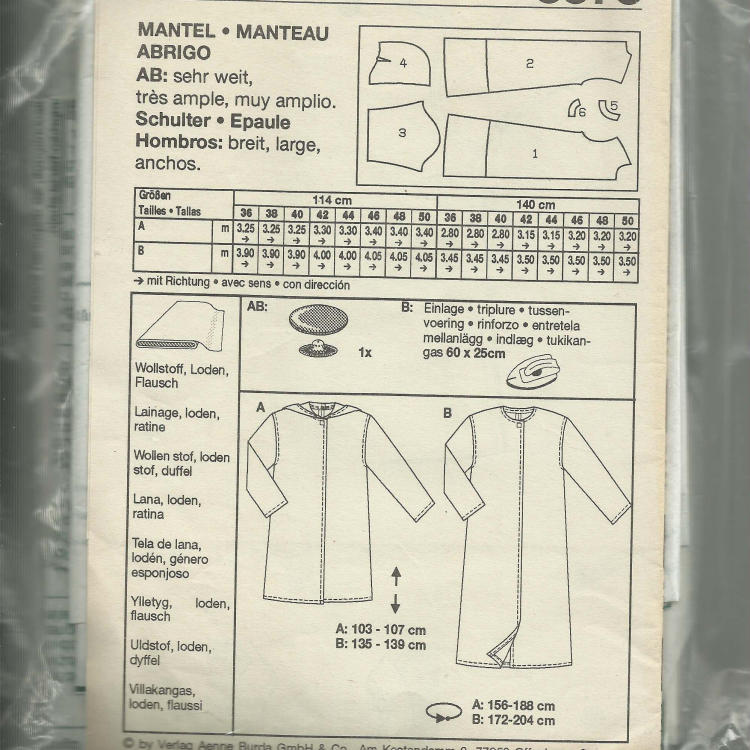 MANTEL • MANTEAU
ABRIGO
AB: sehr weit,
très ample, muy amplio.
Schulter • Epaule
Hombros: breit, large,
anchos.
4
2
3
6
5
1
Größen 114 cm 140 cm
Tailles • Tallas 36 38 40 42 44 46 48 50 36 38 40 42 44 46 48 50
A m 3.25 3.25 3.25 3.30 3.30 3.40 3.40 3.40 2.80 2.80 2.80 3.15 3.15 3.20 3.20 3.20
→ → → → → → → → → → → → → → → →
B m 3.90 3.90 3.90 4.00 4.00 4.05 4.05 4.05 3.45 3.45 3.45 3.50 3.50 3.50 3.50 3.50
→ → → → → → → → → → → → → → → →
→ mit Richtung • avec sens • con dirección
AB:
1x
B: Einlage • triplure • tussen-
voering • rinforzo • entretela
mellanlägg • indlæg • tukikan-
gas 60 x 25cm
Wollstoff, Loden,
Flausch
Lainage, loden,
ratine
Wollen stof, loden
stof, duffel
Lana, loden,
ratina
Tela de lana,
lodén, género
esponjoso
Ylletyg, loden,
flausch
Uldstof, loden,
dyffel
Villakangas,
loden, flaussi
A
B
A: 103 - 107 cm
B: 135 - 139 cm
A: 156-188 cm
B: 172-204 cm
© by Verlag Aenne Burda GmbH & Co., Am Kestendamm